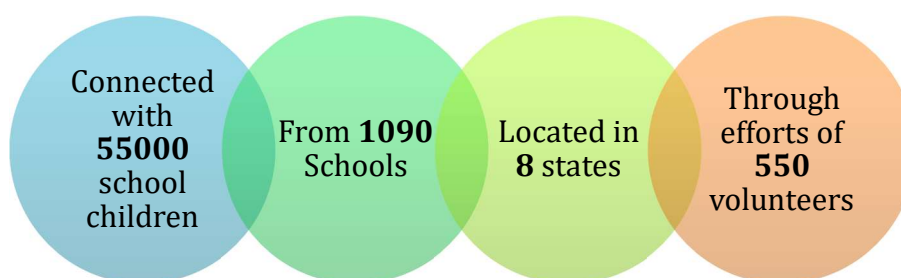 Connected
with
55000
school
children
From 1090
Schools
Located in
8 states
Through
efforts of
550
volunteers